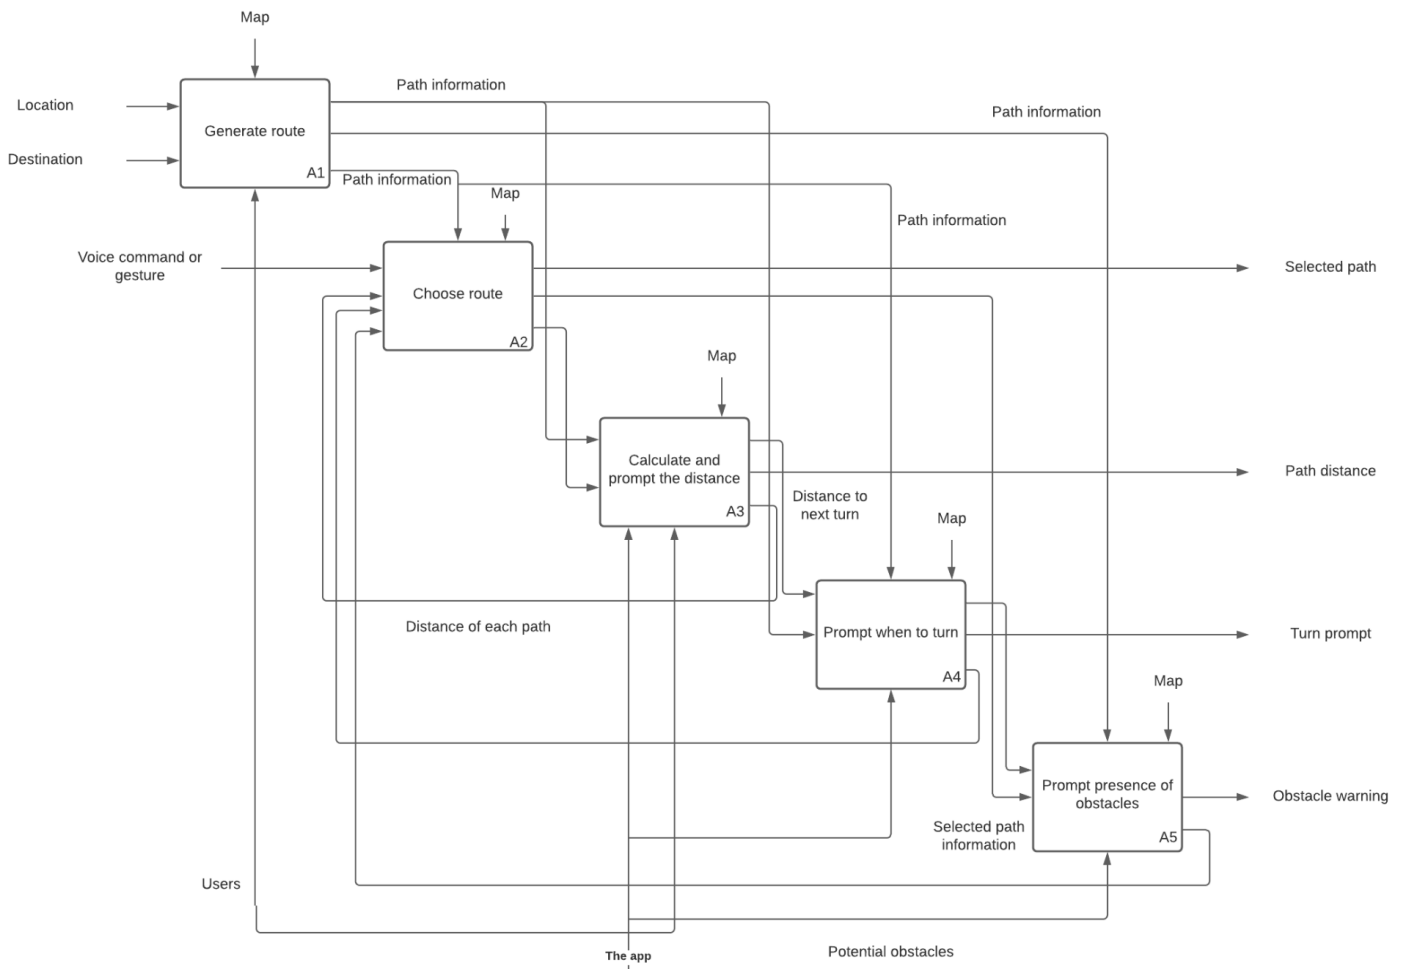 Map
Path information
Location
Path information
Generate route
Destination
A1
Path information
Map
Path information
Voice command or
gesture
Selected path
Choose route
A2
Map
Calculate and
prompt the distance
Path distance
A3
Distance to
next turn
Map
Distance of each path
Prompt when to turn
Turn prompt
A4
Map
Prompt presence of
obstacles
Obstacle warning
A5
Selected path
information
Users
The app
Potential obstacles